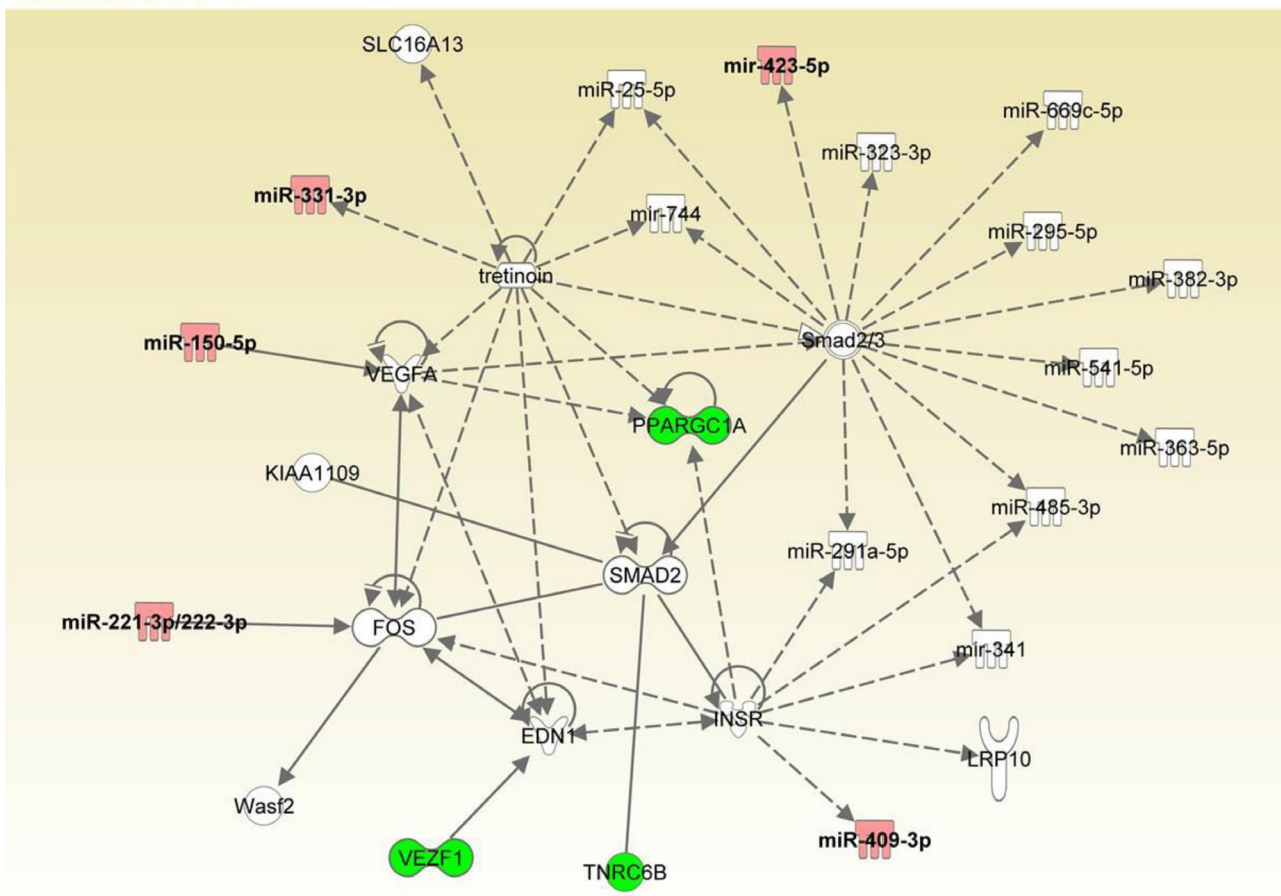 SLC16A13
mir-423-5p
miR-25-5p
miR-669c-5p
miR-323-3p
miR-331-3p
mir-744
miR-295-5p
tretinoin
miR-382-3p
miR-150-5p
Smad2/3
VEGFA
miR-541-5p
PPARGC1A
miR-363-5p
KIAA1109
miR-485-3p
miR-291a-5p
SMAD2
miR-221-3p/222-3p
FOS
mir-341
INSR
EDN1
LRP10
Wasf2
miR-409-3p
VEZF1
TNRC6B